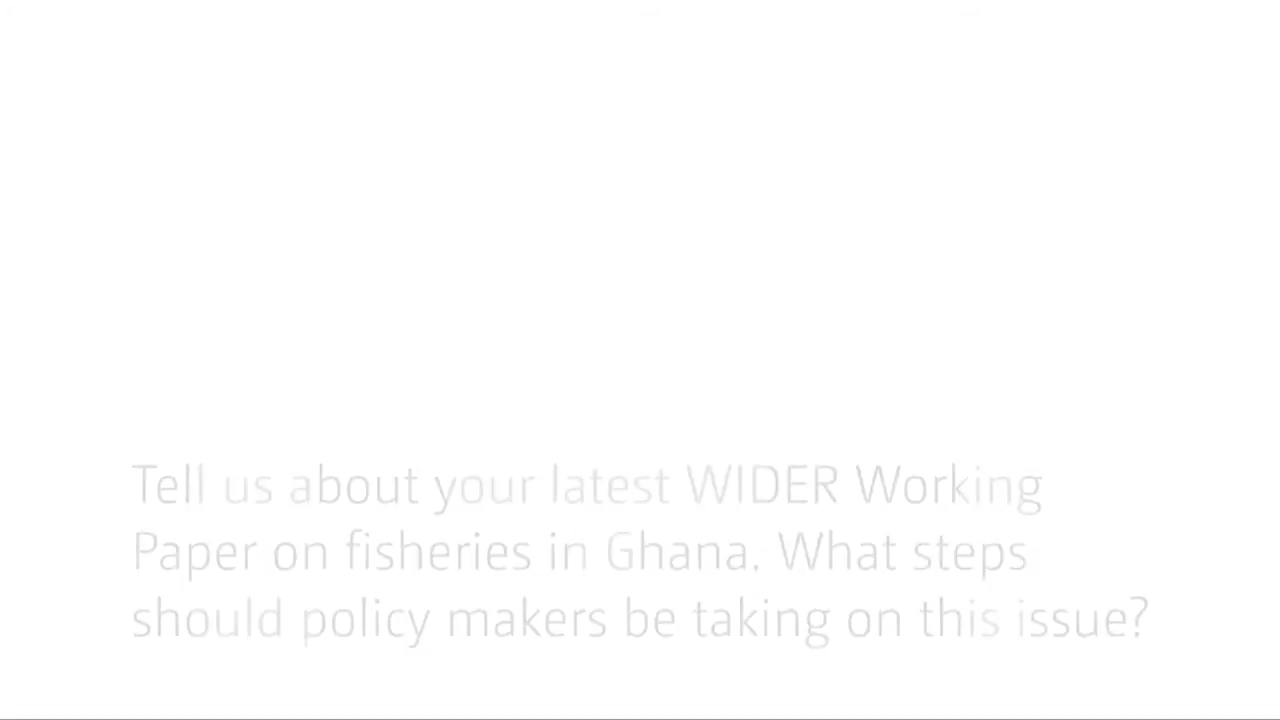 Tell us about your latest WIDER Working
Paper on fisheries in Ghana. What steps
should policy makers be taking on this issue?